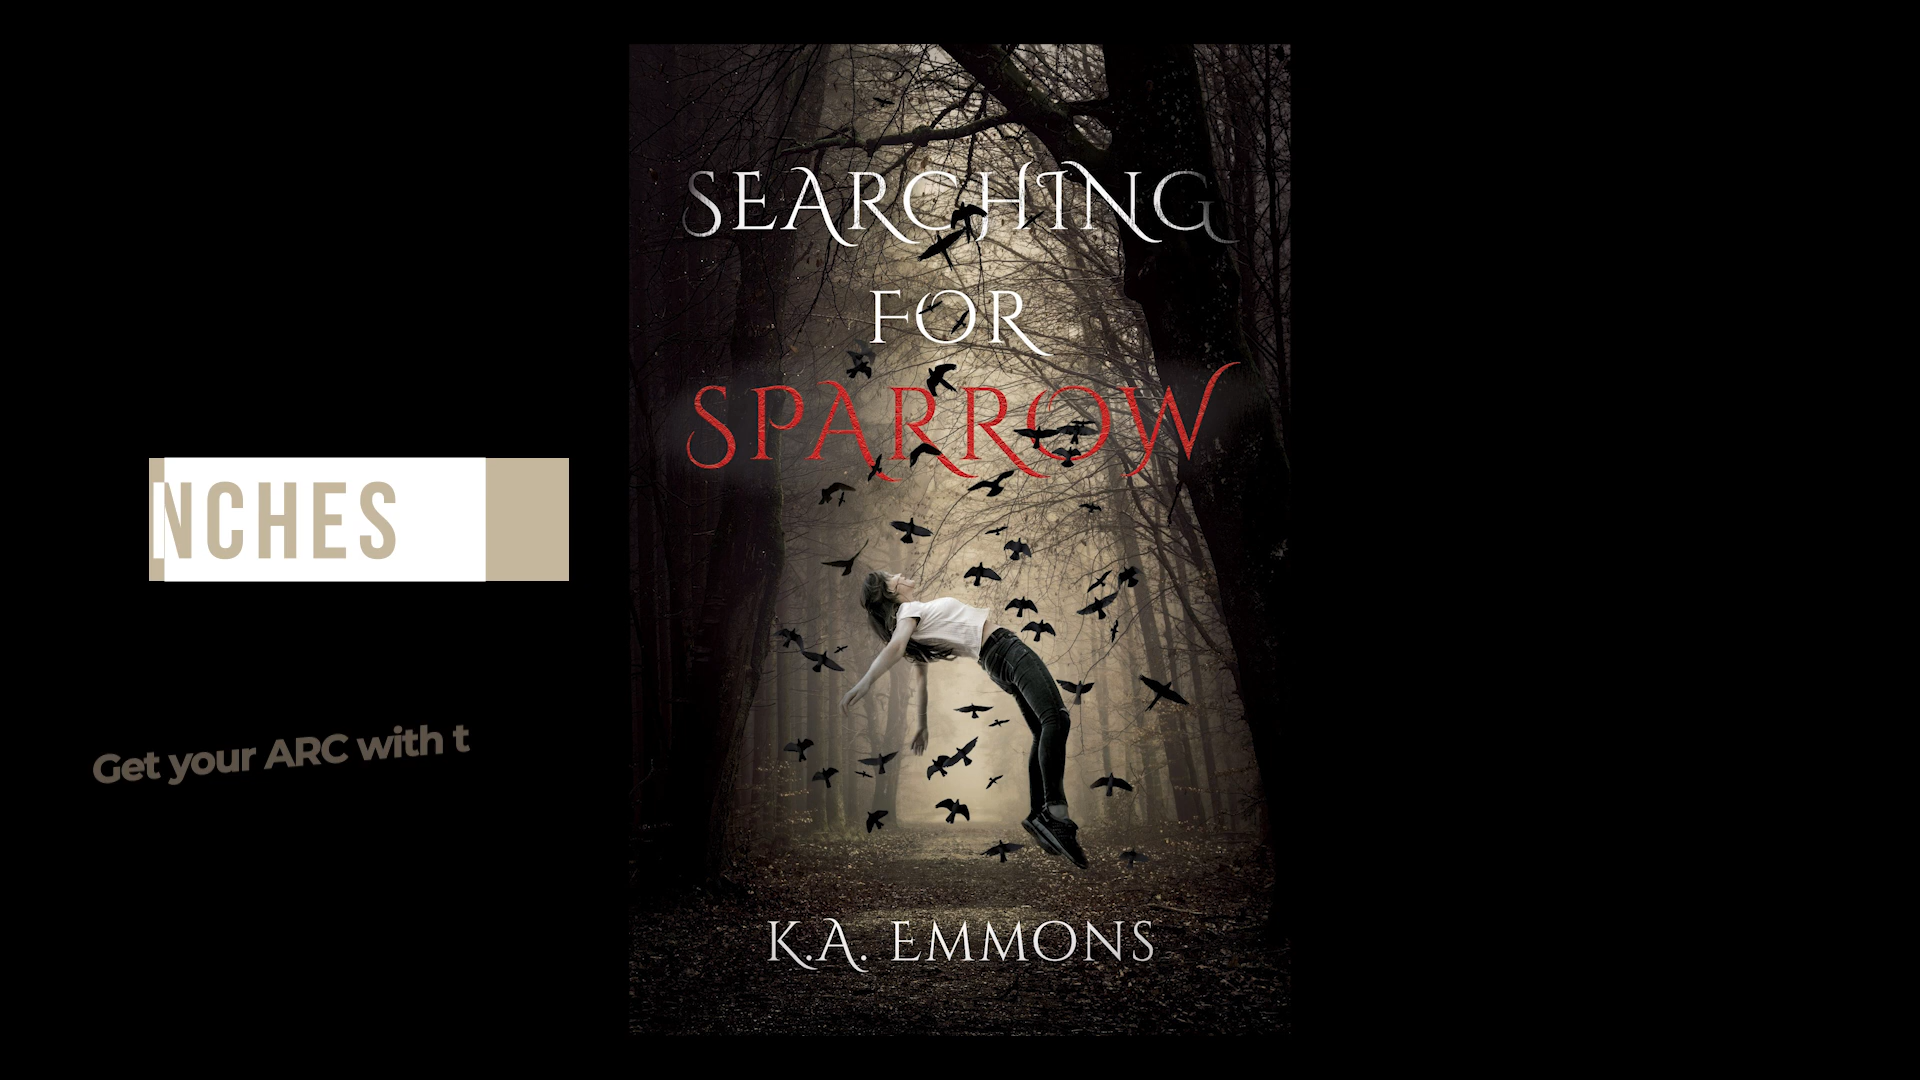 SEARCHING
FOR
SPARROW
NCHES
Get your ARC with t
K.A. EMMONS